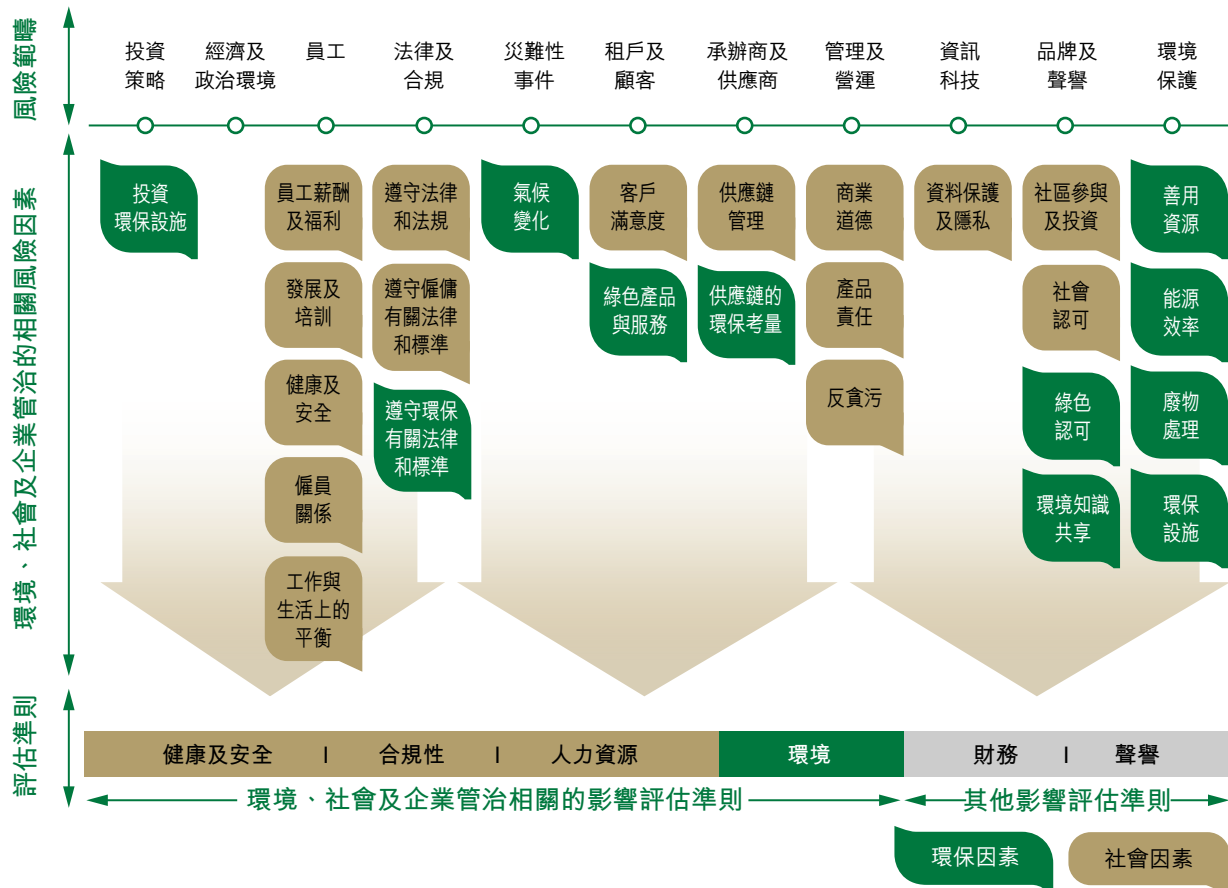 風險範疇
投資
策略
經濟及
政治環境
員工
法律及
合規
災難性
事件
租戶及
顧客
承辦商及
供應商
管理及
營運
資訊
科技
品牌及
聲譽
環境
保護
環境、社會及企業管治的相關風險因素
投資
環保設施
員工薪酬
及福利
發展及
培訓
健康及
安全
僱員
關係
工作與
生活上的
平衡
遵守法律
和法規
遵守僱傭
有關法律
和標準
遵守環保
有關法律
和標準
氣候
變化
客戶
滿意度
綠色產品
與服務
供應鏈
管理
供應鏈的
環保考量
商業
道德
產品
責任
反貪污
資料保護
及隱私
社區參與
及投資
社會
認可
綠色
認可
環境知識
共享
善用
資源
能源
效率
廢物
處理
環保
設施
評估準則
健康及安全 | 合規性 | 人力資源 環境 財務 | 聲譽
環境、社會及企業管治相關的影響評估準則 其他影響評估準則
環保因素 社會因素